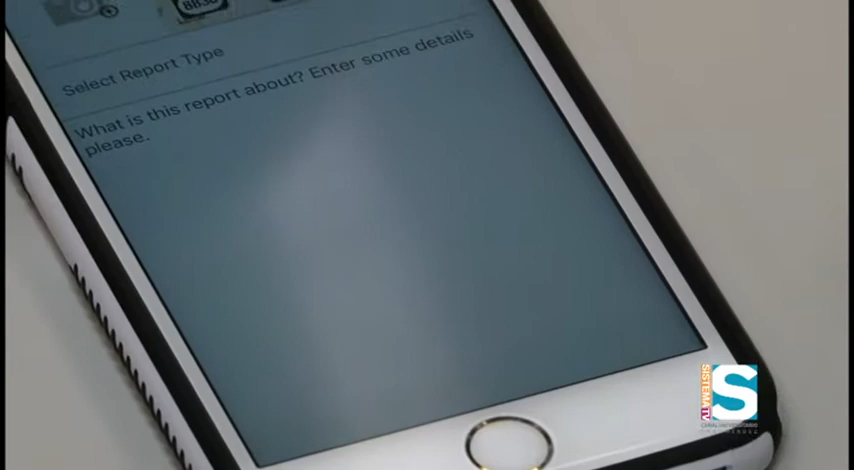 Select Report Type
What is this report about? Enter some details
please.
SISTEMA TV
S